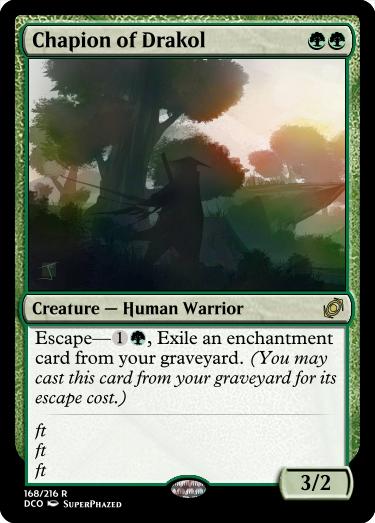 Chapion of Drakol
Creature — Human Warrior
Escape—1, Exile an enchantment
card from your graveyard. (You may
cast this card from your graveyard for its
escape cost.)
ft
ft
ft
3/2
168/216 R
DCO SuperPhazed